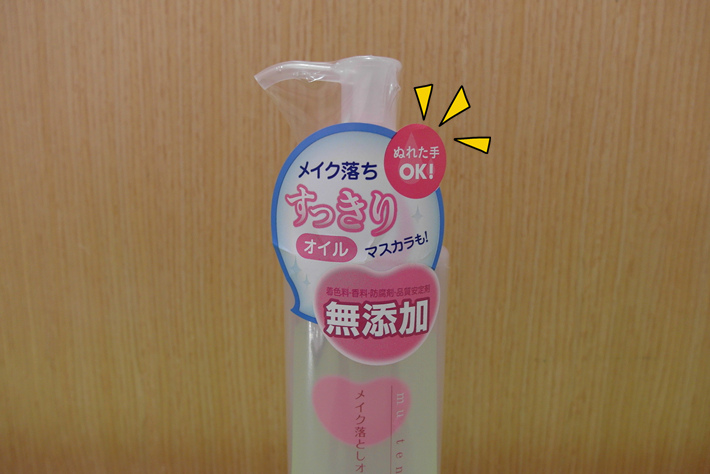 ぬれた手
OK!
メイク落ち
すっきり
オイル
マスカラも!
着色料・香料・防腐剤・品質安定剤
無添加
メイク落とし
mu ten